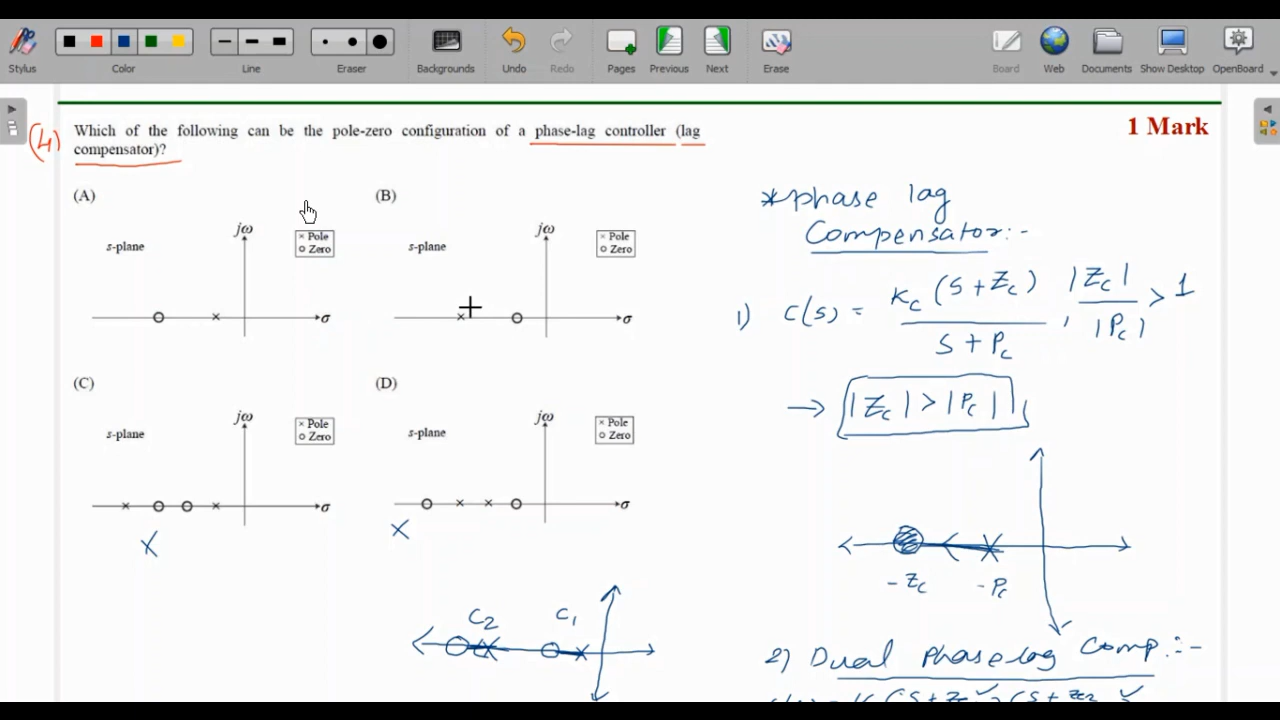 Stylus
Color
Line
Eraser
Backgrounds
Undo
Redo
Pages
Previous
Next
Erase
Board
Web
Documents
Show Desktop
OpenBoard
(4) Which of the following can be the pole-zero configuration of a phase-lag controller (lag
compensator)?
1 Mark
(A)
jω
s-plane
× Pole
o Zero
σ
(B)
jω
s-plane
× Pole
o Zero
σ
(C)
jω
s-plane
× Pole
o Zero
σ
X
(D)
jω
s-plane
× Pole
o Zero
σ
X
C2 C1
*phase lag
Compensator:-
1) C(s) = Kc (s+Zc) / s+Pc , |Zc| / |Pc| > 1
→ |Zc| > |Pc|
-Zc -Pc
2) Dual Phase lag Comp.:-